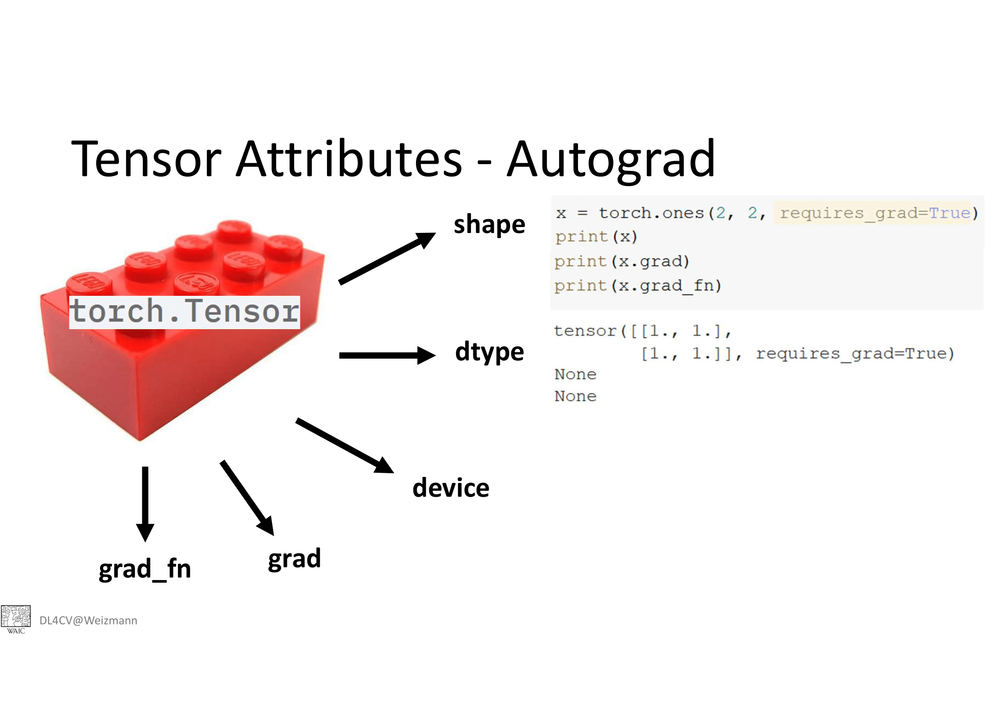 Tensor Attributes - Autograd
torch.Tensor
shape
dtype
device
grad
grad_fn
x = torch.ones(2, 2, requires_grad=True)
print(x)
print(x.grad)
print(x.grad_fn)
tensor([[1., 1.],
        [1., 1.]], requires_grad=True)
None
None
WAIC
DL4CV@Weizmann